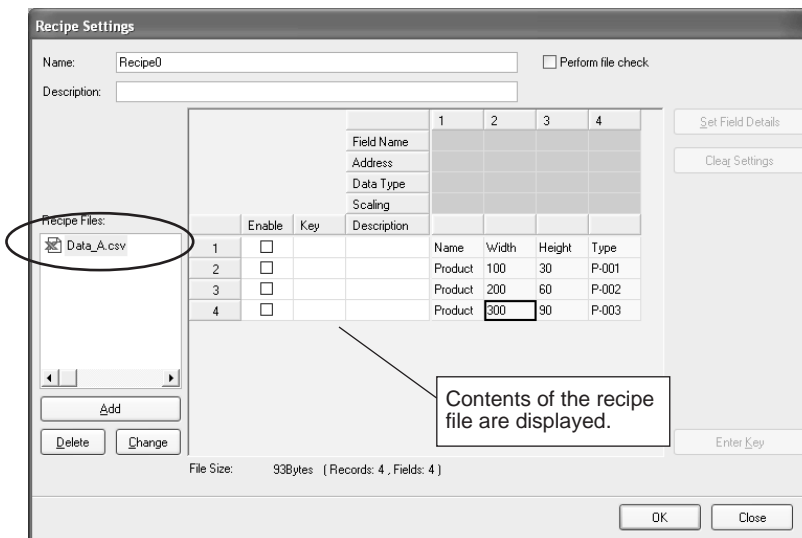 Recipe Settings
Name: Recipe0 Perform file check
Description:
1 2 3 4 Set Field Details
Field Name
Address Clear Settings
Data Type
Scaling
Recipe Files: Enable Key Description
Data_A.csv 1 Name Width Height Type
2 Product 100 30 P-001
3 Product 200 60 P-002
4 Product 300 90 P-003
Contents of the recipe
file are displayed.
Add
Delete Change Enter Key
File Size: 93Bytes ( Records: 4 , Fields: 4 )
OK Close